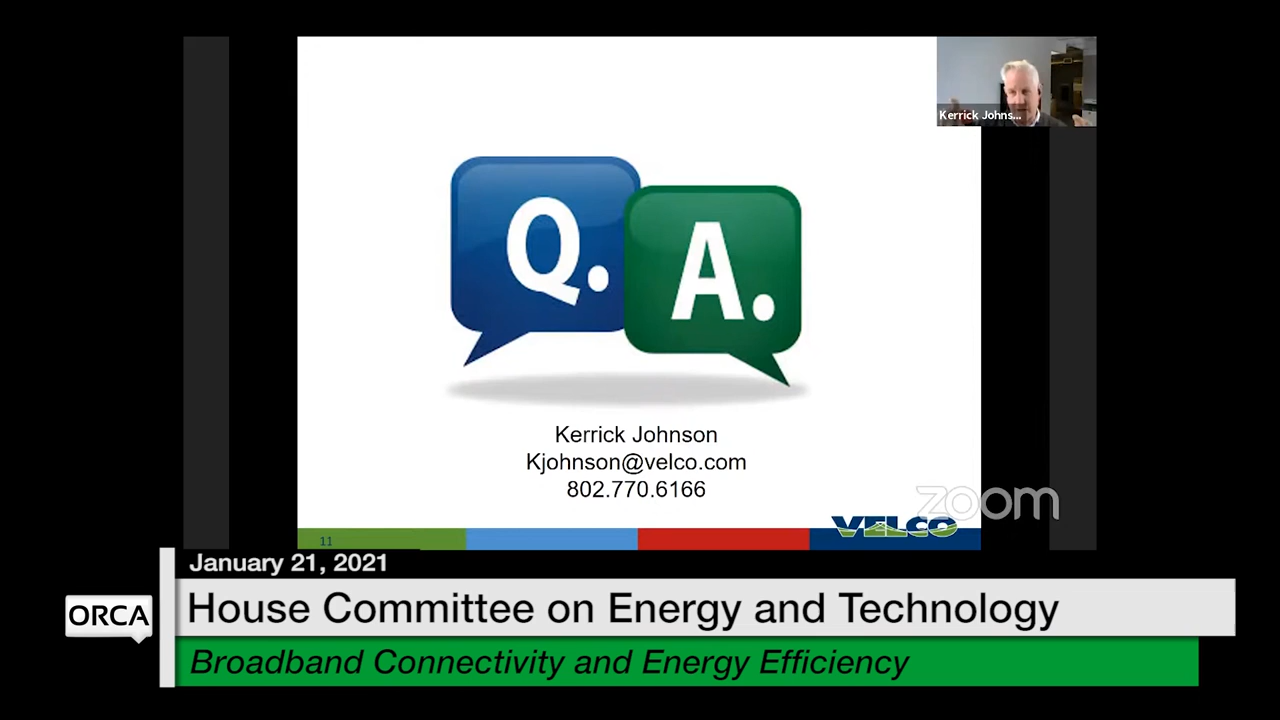 Kerrick Johns...
Q.
A.
Kerrick Johnson
Kjohnson@velco.com
802.770.6166
zoom
VELCO
11
January 21, 2021
ORCA
House Committee on Energy and Technology
Broadband Connectivity and Energy Efficiency